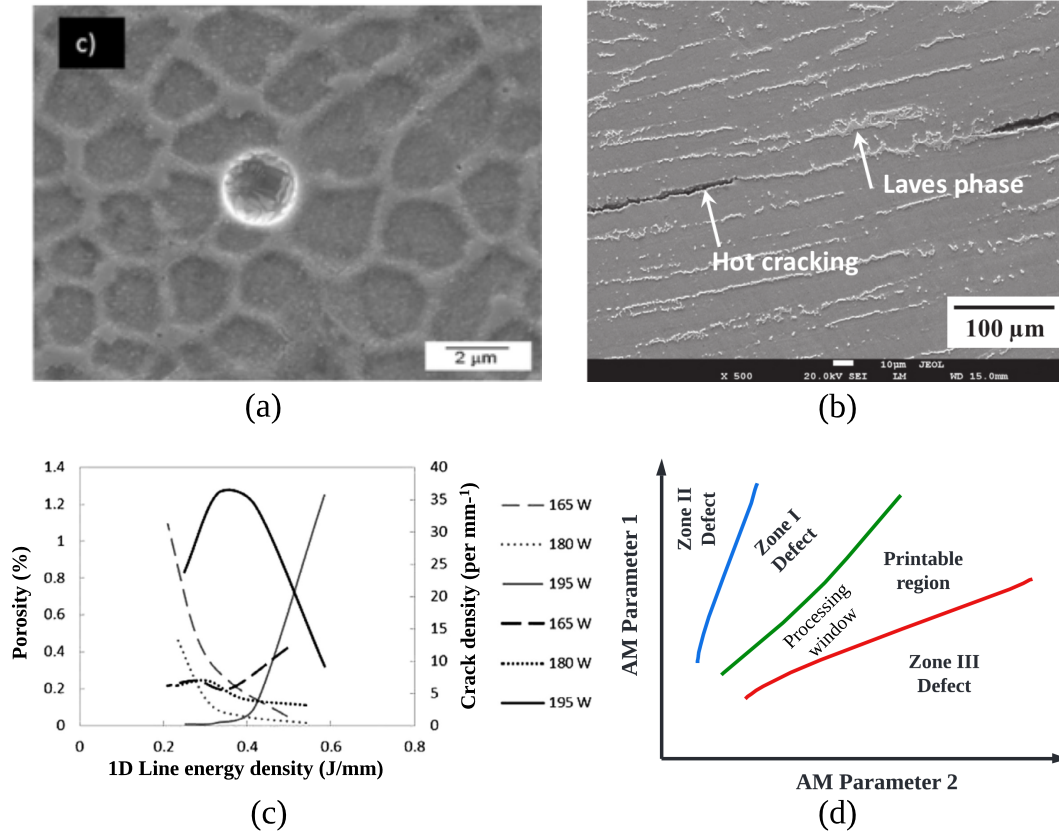 c)
2 µm
(a)
Laves phase
Hot cracking
100 µm
10µm JEOL
X 500 20.0kV SEI LM WD 15.0mm
(b)
Porosity (%)
1.4
1.2
1
0.8
0.6
0.4
0.2
0
0 0.2 0.4 0.6 0.8
1D Line energy density (J/mm)
40
35
30
25
20
15
10
5
0
Crack density (per mm-1)
165 W
180 W
195 W
165 W
180 W
195 W
(c)
AM Parameter 1
Zone II
Defect
Zone I
Defect
Printable
region
Processing
window
Zone III
Defect
AM Parameter 2
(d)